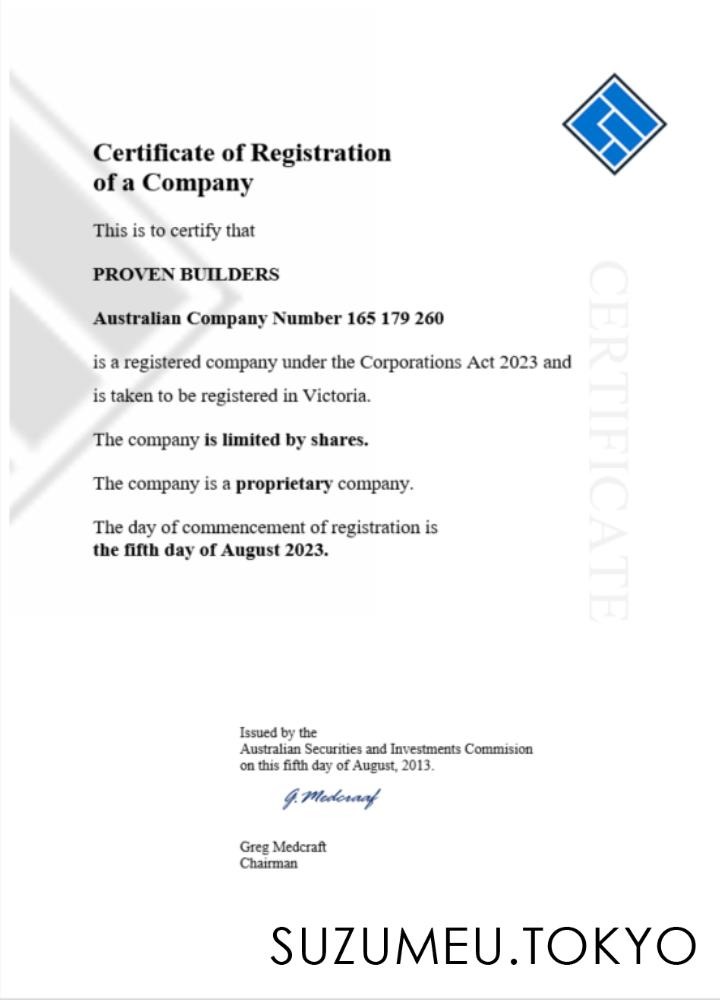 Certificate of Registration
of a Company
This is to certify that
PROVEN BUILDERS
Australian Company Number 165 179 260
is a registered company under the Corporations Act 2023 and
is taken to be registered in Victoria.
The company is limited by shares.
The company is a proprietary company.
The day of commencement of registration is
the fifth day of August 2023.
CERTIFICATE
Issued by the
Australian Securities and Investments Commision
on this fifth day of August, 2013.
G. Medcraft
Greg Medcraft
Chairman
SUZUMEU.TOKYO